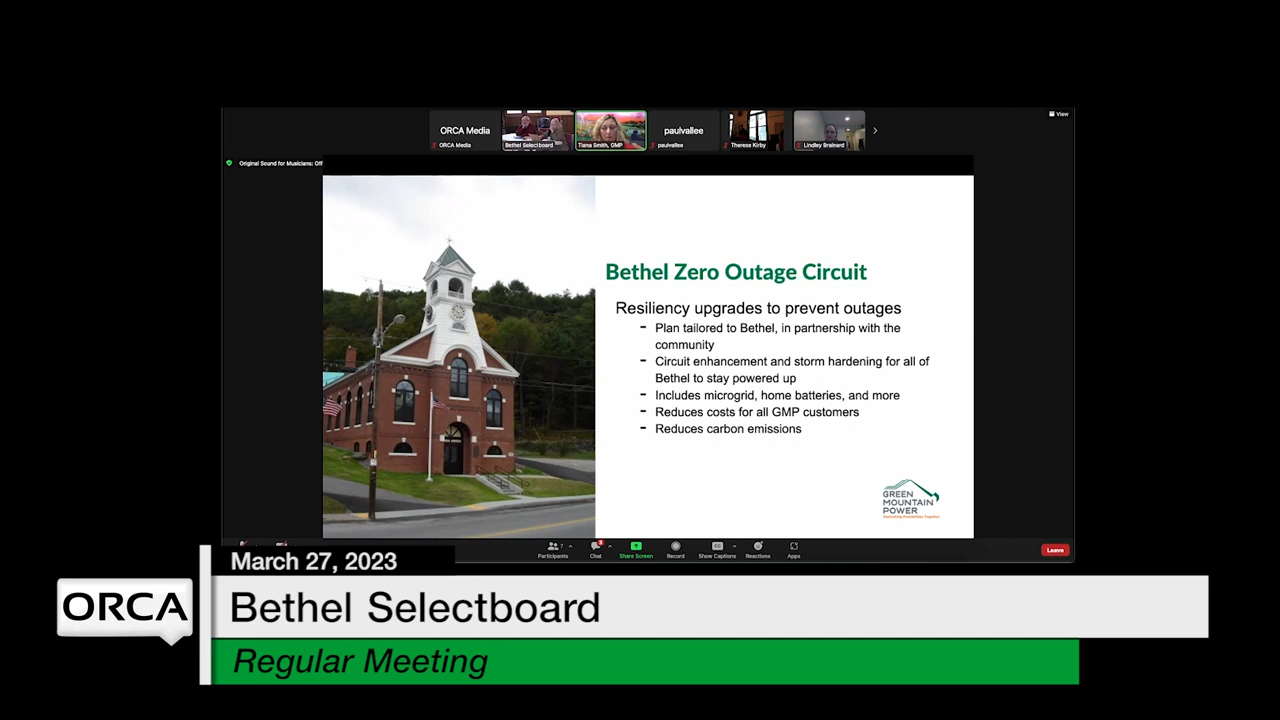 View
ORCA Media
paulvallee
ORCA Media
Bethel Selectboard
Tiana Smith, GMP
paulvallee
Therese Kirby
Lindley Brainard
Original Sound for Musicians: Off
Bethel Zero Outage Circuit
Resiliency upgrades to prevent outages
- Plan tailored to Bethel, in partnership with the
community
- Circuit enhancement and storm hardening for all of
Bethel to stay powered up
- Includes microgrid, home batteries, and more
- Reduces costs for all GMP customers
- Reduces carbon emissions
GREEN
MOUNTAIN
POWER
Generating Possibilities Together
7
Participants
Chat
Share Screen
Record
Show Captions
Reactions
Apps
Leave
March 27, 2023
ORCA
Bethel Selectboard
Regular Meeting